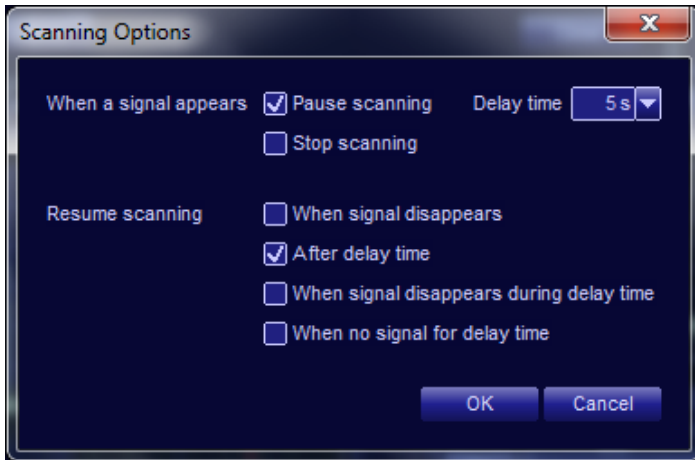 Scanning Options
When a signal appears Pause scanning Delay time 5 s
Stop scanning
Resume scanning When signal disappears
After delay time
When signal disappears during delay time
When no signal for delay time
OK Cancel